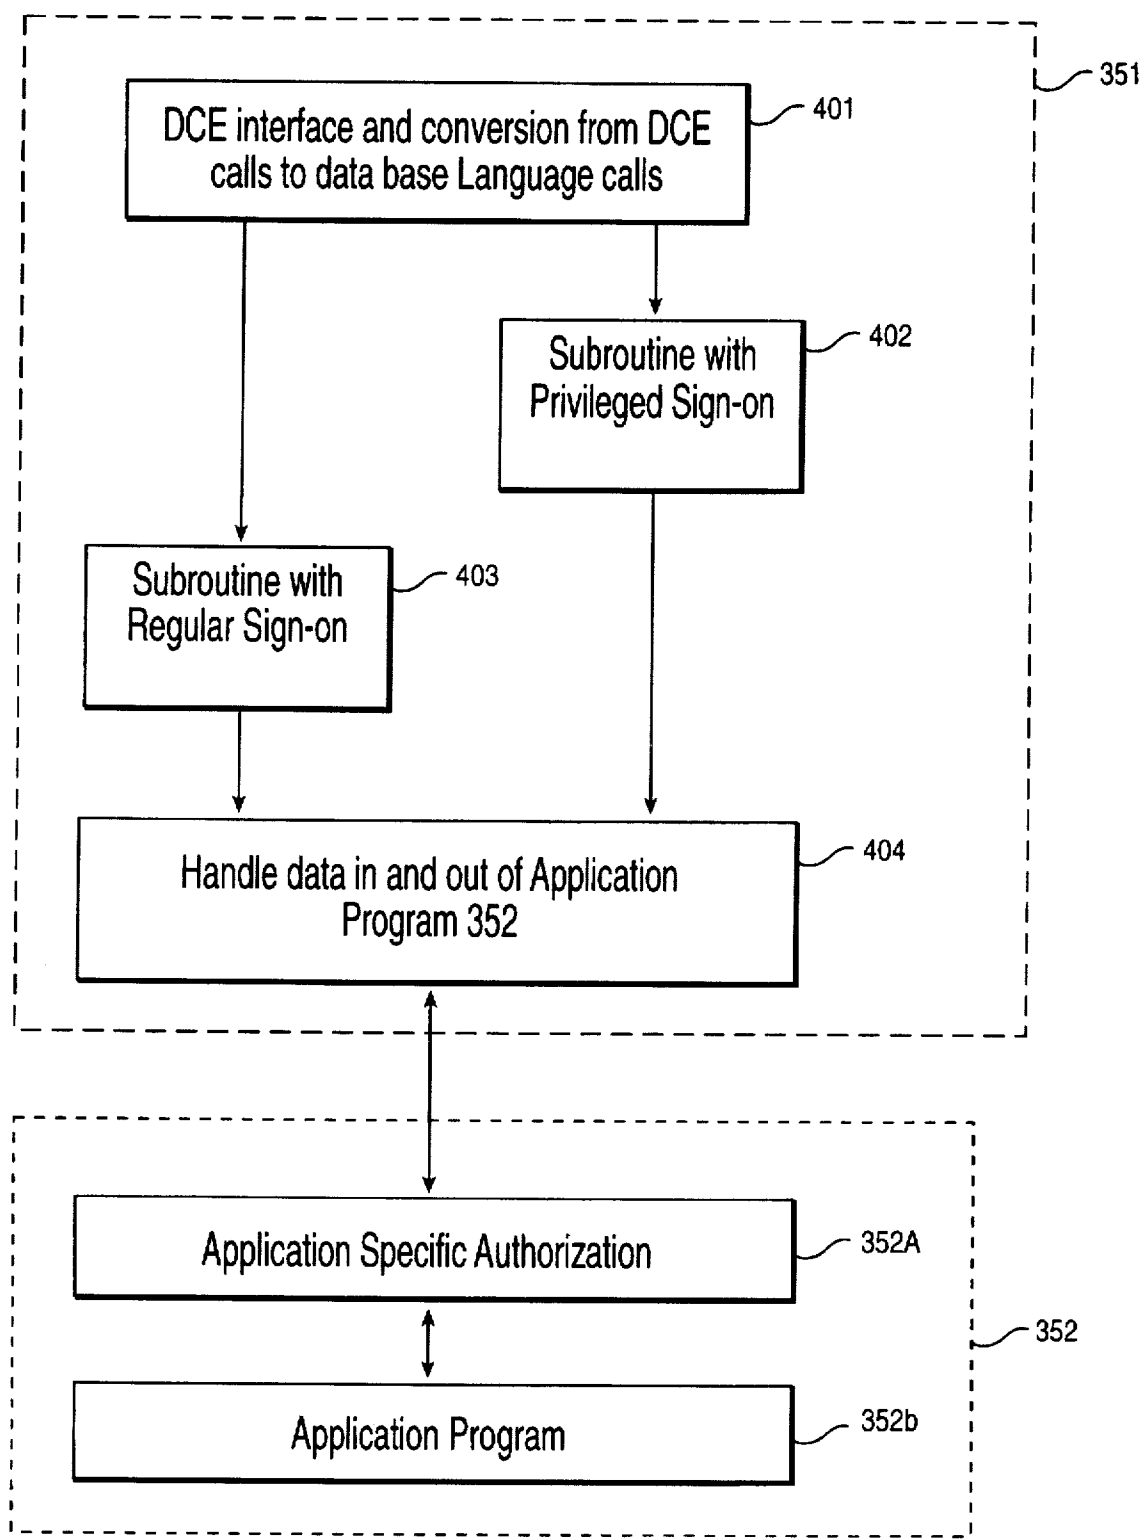 351
DCE interface and conversion from DCE
calls to data base Language calls
401
Subroutine with
Privileged Sign-on
402
Subroutine with
Regular Sign-on
403
Handle data in and out of Application
Program 352
404
Application Specific Authorization
352A
352
Application Program
352b